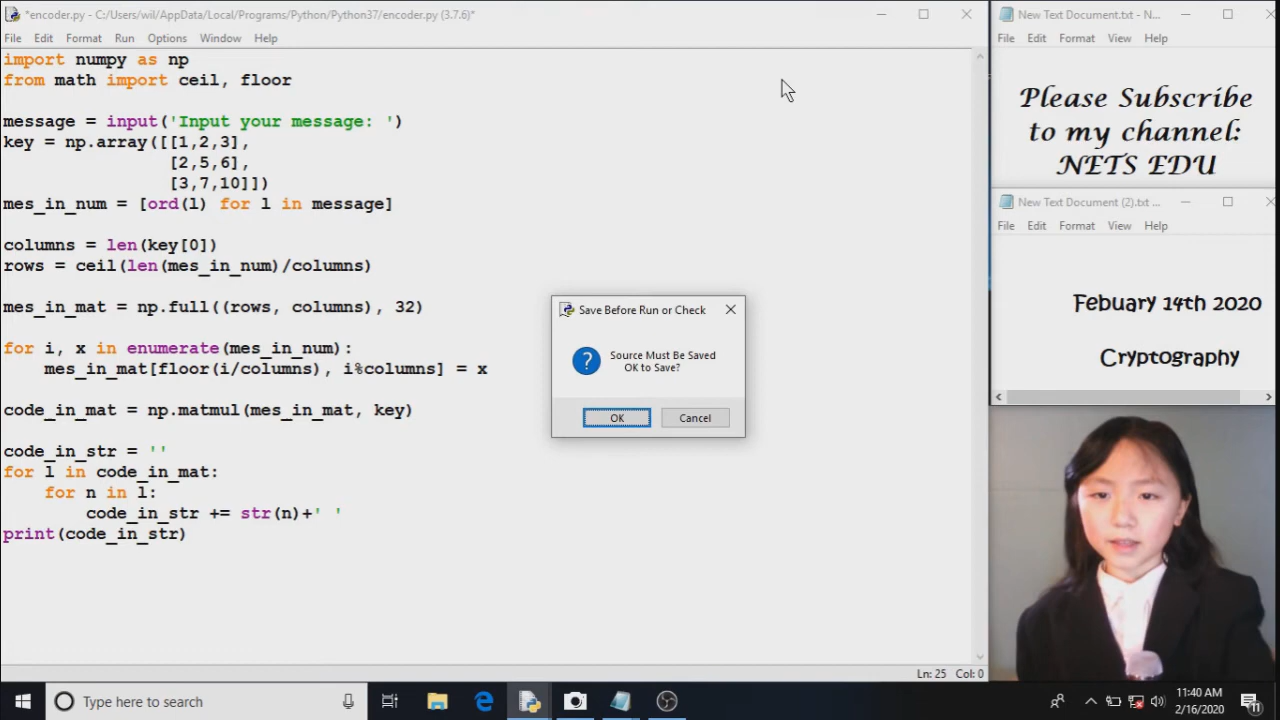 *encoder.py - C:/Users/wil/AppData/Local/Programs/Python/Python37/encoder.py (3.7.6)*
File Edit Format Run Options Window Help
import numpy as np
from math import ceil, floor
message = input('Input your message: ')
key = np.array([[1,2,3],
[2,5,6],
[3,7,10]])
mes_in_num = [ord(l) for l in message]
columns = len(key[0])
rows = ceil(len(mes_in_num)/columns)
mes_in_mat = np.full((rows, columns), 32)
for i, x in enumerate(mes_in_num):
mes_in_mat[floor(i/columns), i%columns] = x
code_in_mat = np.matmul(mes_in_mat, key)
code_in_str = ''
for l in code_in_mat:
for n in l:
code_in_str += str(n)+' '
print(code_in_str)
Save Before Run or Check
Source Must Be Saved
OK to Save?
OK Cancel
Ln: 25 Col: 0
New Text Document.txt - N...
File Edit Format View Help
Please Subscribe
to my channel:
NETS EDU
New Text Document (2).txt ...
File Edit Format View Help
Febuary 14th 2020
Cryptography
Type here to search
11:40 AM
2/16/2020
11